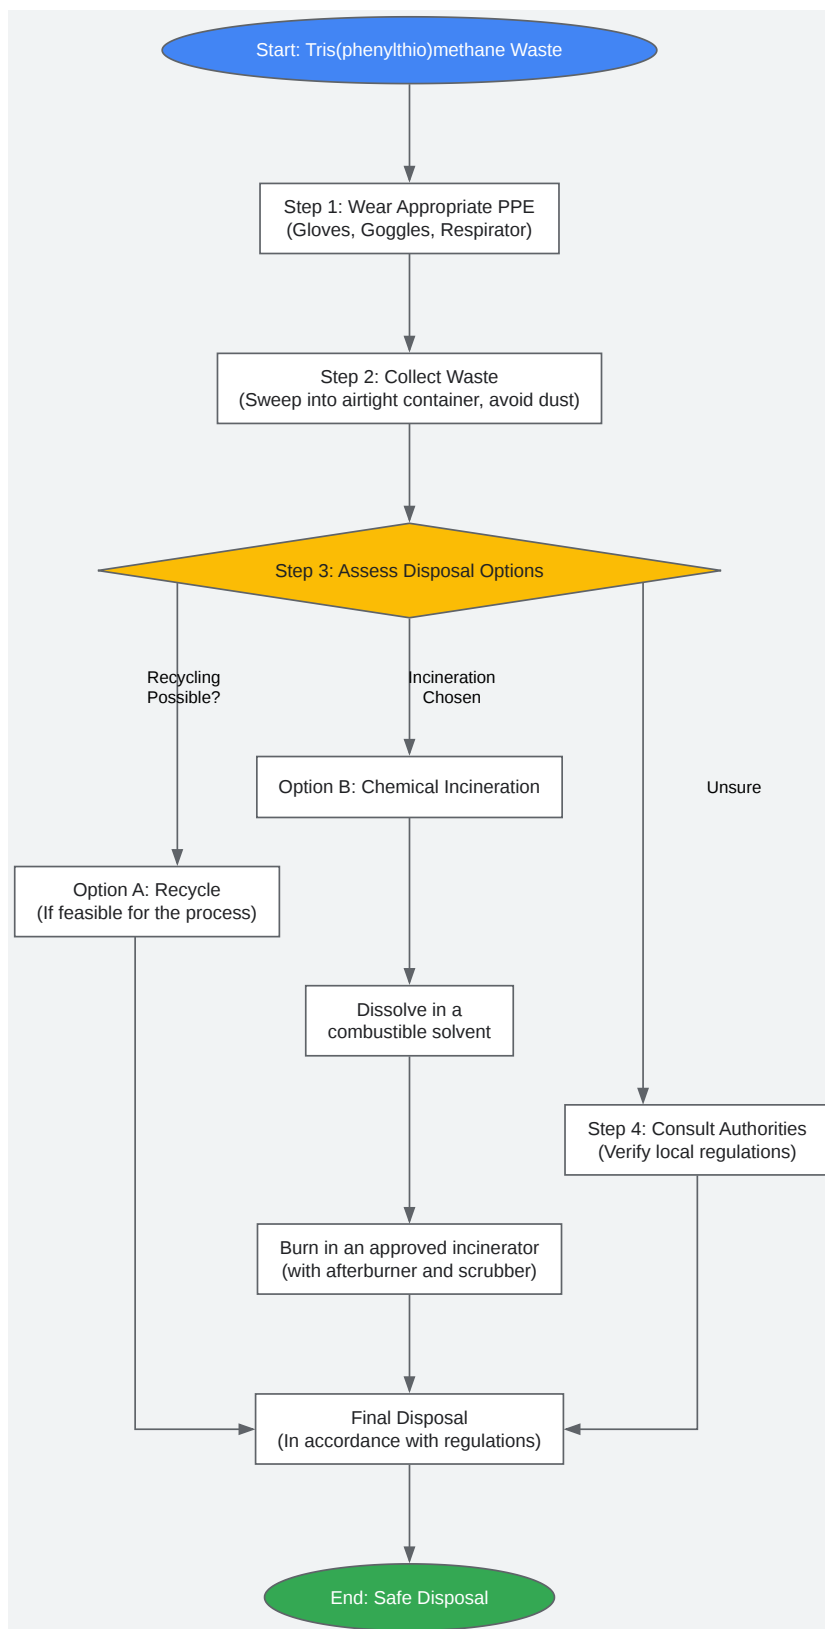 Start: Tris(phenylthio)methane Waste
Step 1: Wear Appropriate PPE
(Gloves, Goggles, Respirator)
Step 2: Collect Waste
(Sweep into airtight container, avoid dust)
Step 3: Assess Disposal Options
Recycling
Possible?
Incineration
Chosen
Unsure
Option B: Chemical Incineration
Option A: Recycle
(If feasible for the process)
Dissolve in a
combustible solvent
Step 4: Consult Authorities
(Verify local regulations)
Burn in an approved incinerator
(with afterburner and scrubber)
Final Disposal
(In accordance with regulations)
End: Safe Disposal